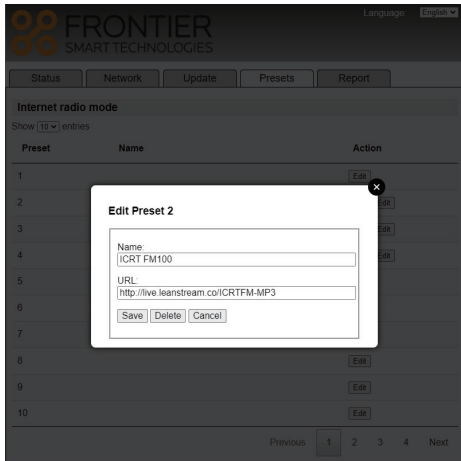 Language: English
FRONTIER
SMART TECHNOLOGIES
Status Network Update Presets Report
Internet radio mode
Show 10 entries
Preset Name Action
1 Edit
2 Edit
3 Edit
4 Edit
5
6
7
8 Edit
9 Edit
10 Edit
Edit Preset 2
Name:
ICRT FM100
URL:
http://live.leanstream.co/ICRTFM-MP3
Save Delete Cancel
Previous 1 2 3 4 Next